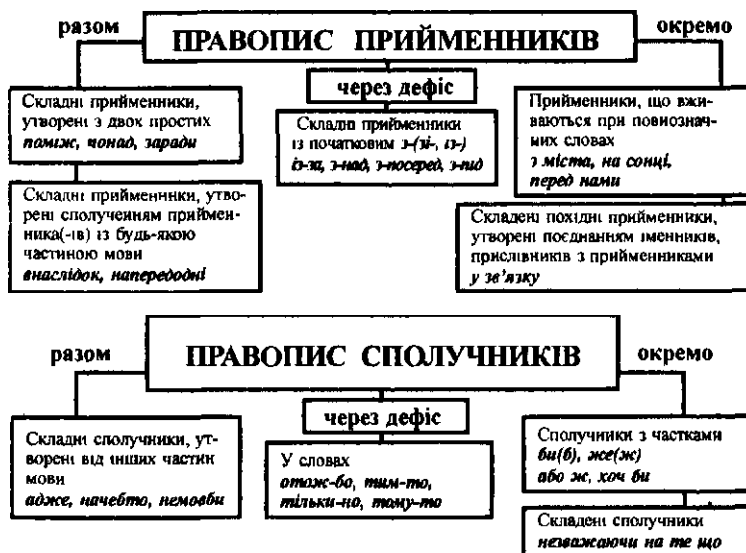 разом
ПРАВОПИС ПРИЙМЕННИКІВ
окремо
через дефіс
Складні прийменники,
утворені з двох простих
поміж, понад, заради
Складні прийменники, утво-
рені сполученням приймен-
ника(-ів) із будь-якою
частиною мови
внаслідок, напередодні
Складні прийменники
із початковим з-(зі-, із-)
із-за, з-над, з-посеред, з-під
Прийменники, що вжи-
ваються при повнознач-
них словах
з міста, на сонці,
перед нами
Складені похідні прийменники,
утворені поєднанням іменників,
прислівників з прийменниками
у зв'язку
разом
ПРАВОПИС СПОЛУЧНИКІВ
окремо
через дефіс
Складні сполучники, ут-
ворені від інших частин
мови
адже, начебто, немовби
У словах
отож-бо, тим-то,
тільки-но, тому-то
Сполучники з частками
би(б), же(ж)
або ж, хоч би
Складені сполучники
незважаючи на те що